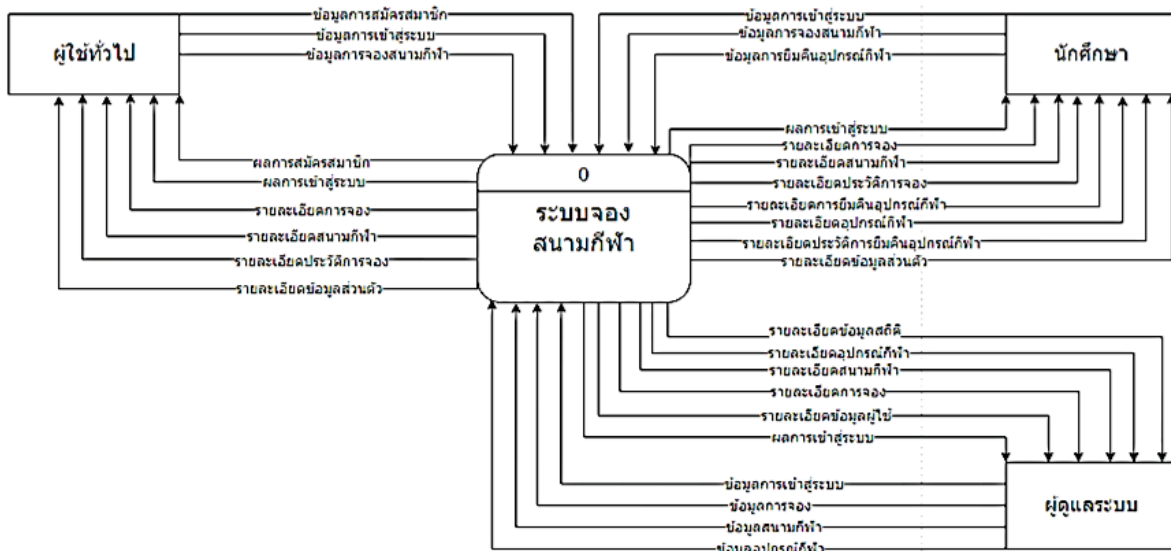 ผู้ใช้ทั่วไป
ข้อมูลการสมัครสมาชิก
ข้อมูลการเข้าสู่ระบบ
ข้อมูลการจองสนามกีฬา
ผลการสมัครสมาชิก
ผลการเข้าสู่ระบบ
รายละเอียดการจอง
รายละเอียดสนามกีฬา
รายละเอียดประวัติการจอง
รายละเอียดข้อมูลส่วนตัว
0
ระบบจอง
สนามกีฬา
นักศึกษา
ข้อมูลการเข้าสู่ระบบ
ข้อมูลการจองสนามกีฬา
ข้อมูลการยืมคืนอุปกรณ์กีฬา
ผลการเข้าสู่ระบบ
รายละเอียดการจอง
รายละเอียดสนามกีฬา
รายละเอียดประวัติการจอง
รายละเอียดการยืมคืนอุปกรณ์กีฬา
รายละเอียดอุปกรณ์กีฬา
รายละเอียดประวัติการยืมคืนอุปกรณ์กีฬา
รายละเอียดข้อมูลส่วนตัว
รายละเอียดข้อมูลสถิติ
รายละเอียดอุปกรณ์กีฬา
รายละเอียดสนามกีฬา
รายละเอียดการจอง
รายละเอียดข้อมูลผู้ใช้
ผลการเข้าสู่ระบบ
ผู้ดูแลระบบ
ข้อมูลการเข้าสู่ระบบ
ข้อมูลการจอง
ข้อมูลสนามกีฬา
ข้อมูลอุปกรณ์กีฬา